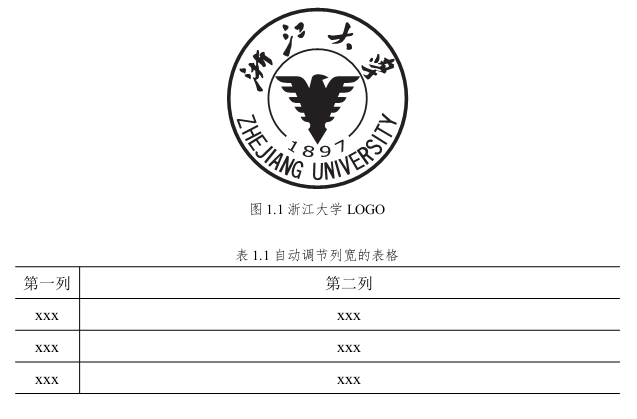 浙江大學
1897
ZHEJIANG UNIVERSITY
图 1.1 浙江大学 LOGO
表 1.1 自动调节列宽的表格
第一列 第二列
xxx xxx
xxx xxx
xxx xxx